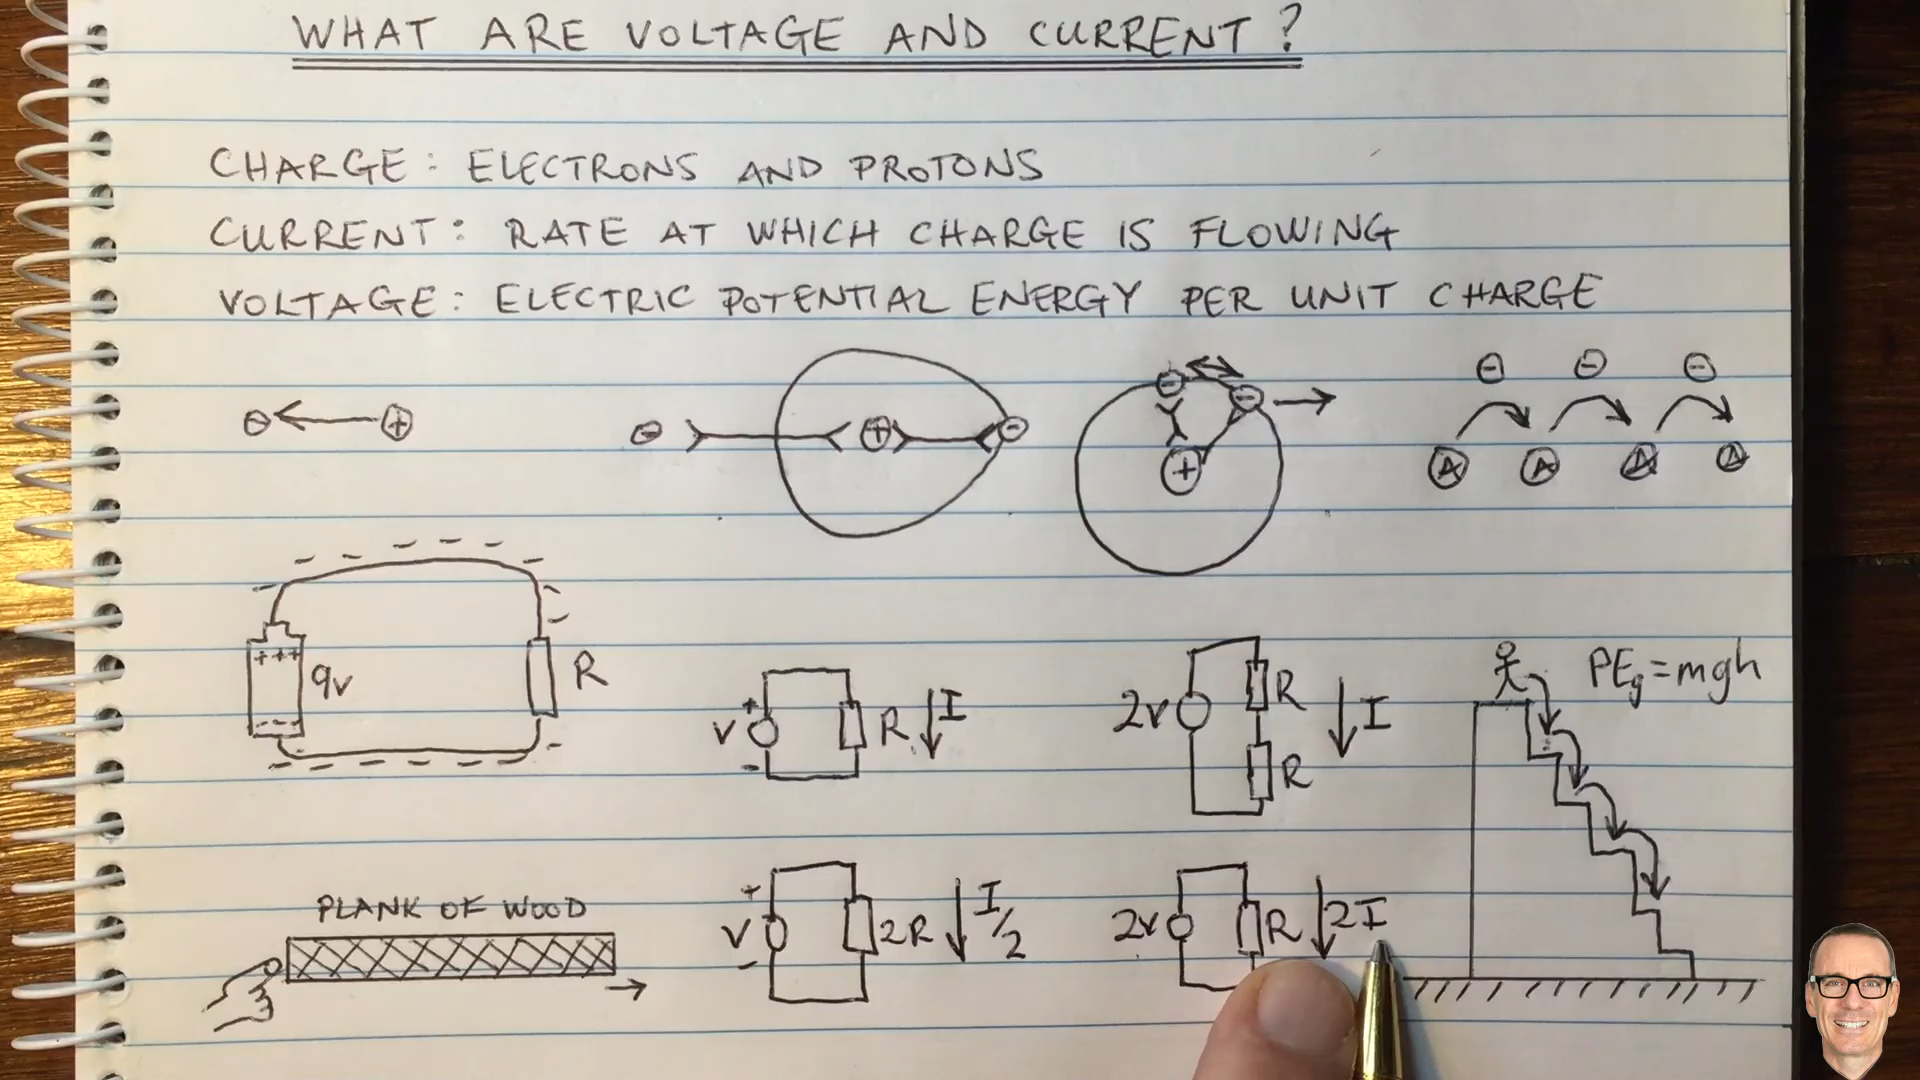 WHAT ARE VOLTAGE AND CURRENT?
CHARGE: ELECTRONS AND PROTONS
CURRENT: RATE AT WHICH CHARGE IS FLOWING
VOLTAGE: ELECTRIC POTENTIAL ENERGY PER UNIT CHARGE
⊖ ⊕
⊖ ⊕ ⊖
⊖ ⊖ ⊕
⊖ ⊖ ⊖
A A A A
+++ 9V R
---
+ V - R I
2V R R I
PEg = mgh
PLANK OF WOOD
+ V - 2R I/2
2V R 2I